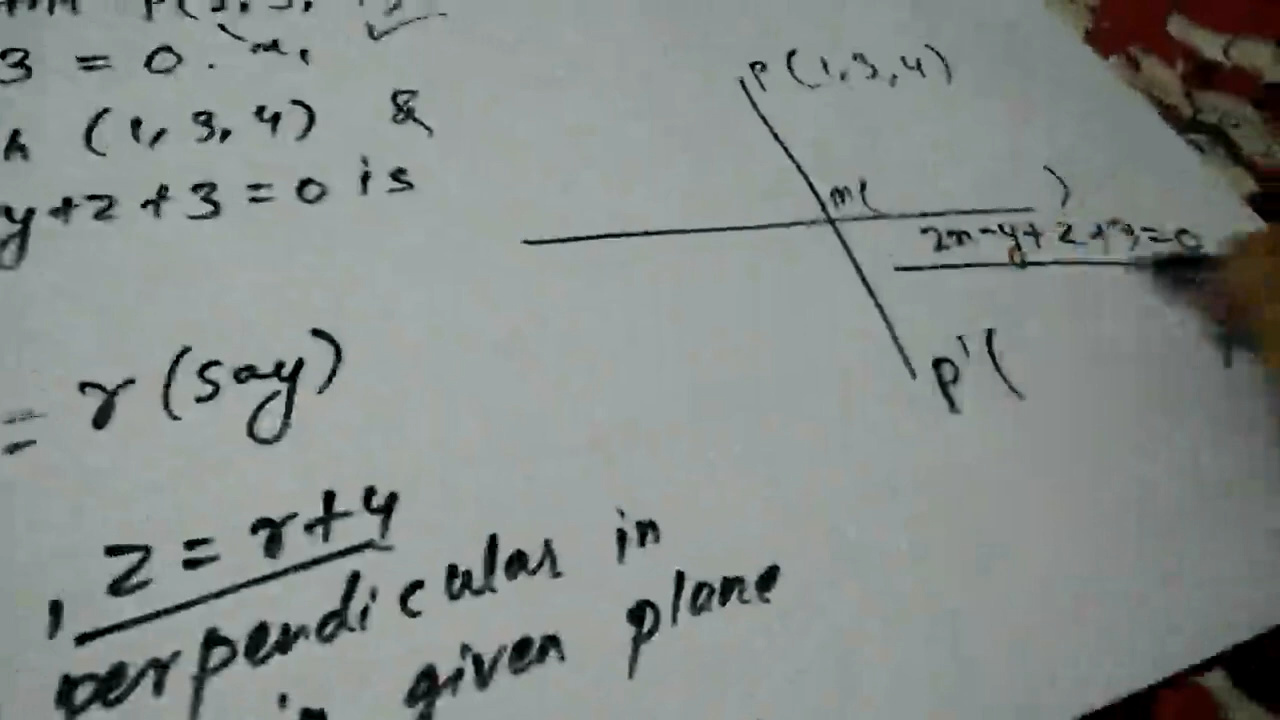 3 = 0.
(1, 3, 4) &
y+z+3=0 is
= r (say)
, z = r+4
perpendicular in
in given plane
P(1,3,4)
m( )
2x-y+z+3=0
P'(